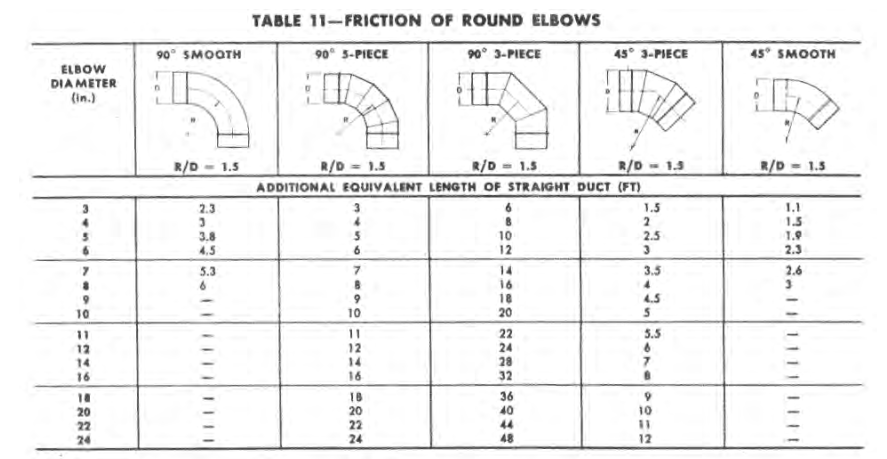 TABLE 11—FRICTION OF ROUND ELBOWS
ELBOW DIAMETER (in.) 90° SMOOTH 90° 5-PIECE 90° 3-PIECE 45° 3-PIECE 45° SMOOTH
D D D D D
R R R R R
R/D = 1.5 R/D = 1.5 R/D = 1.5 R/D = 1.5 R/D = 1.5
ADDITIONAL EQUIVALENT LENGTH OF STRAIGHT DUCT (FT)
3 2.3 3 6 1.5 1.1
4 3 4 8 2 1.5
5 3.8 5 10 2.5 1.9
6 4.5 6 12 3 2.3
7 5.3 7 14 3.5 2.6
8 6 8 16 4 3
9 — 9 18 4.5 —
10 — 10 20 5 —
11 — 11 22 5.5 —
12 — 12 24 6 —
14 — 14 28 7 —
16 — 16 32 8 —
18 — 18 36 9 —
20 — 20 40 10 —
22 — 22 44 11 —
24 — 24 48 12 —